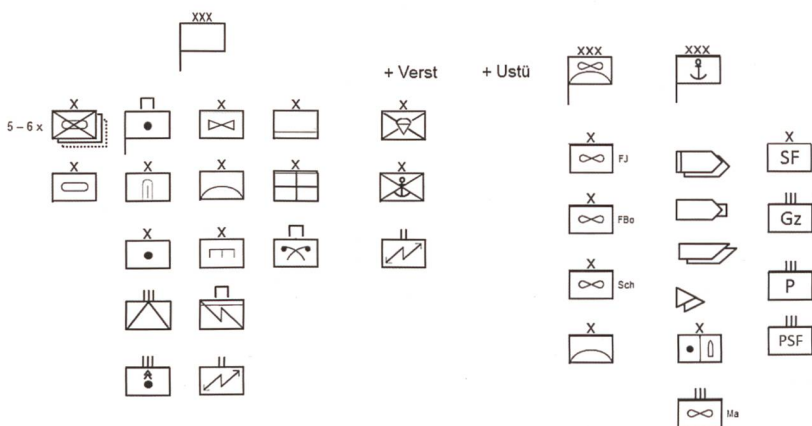 XXX
+ Verst
+ Ustü
XXX
XXX
5 – 6 x
X
X
X
X
X
X
X
X
FJ
X
SF
X
X
X
FBo
III
Gz
II
X
Sch
III
P
III
X
X
III
PSF
III
II
III
Ma